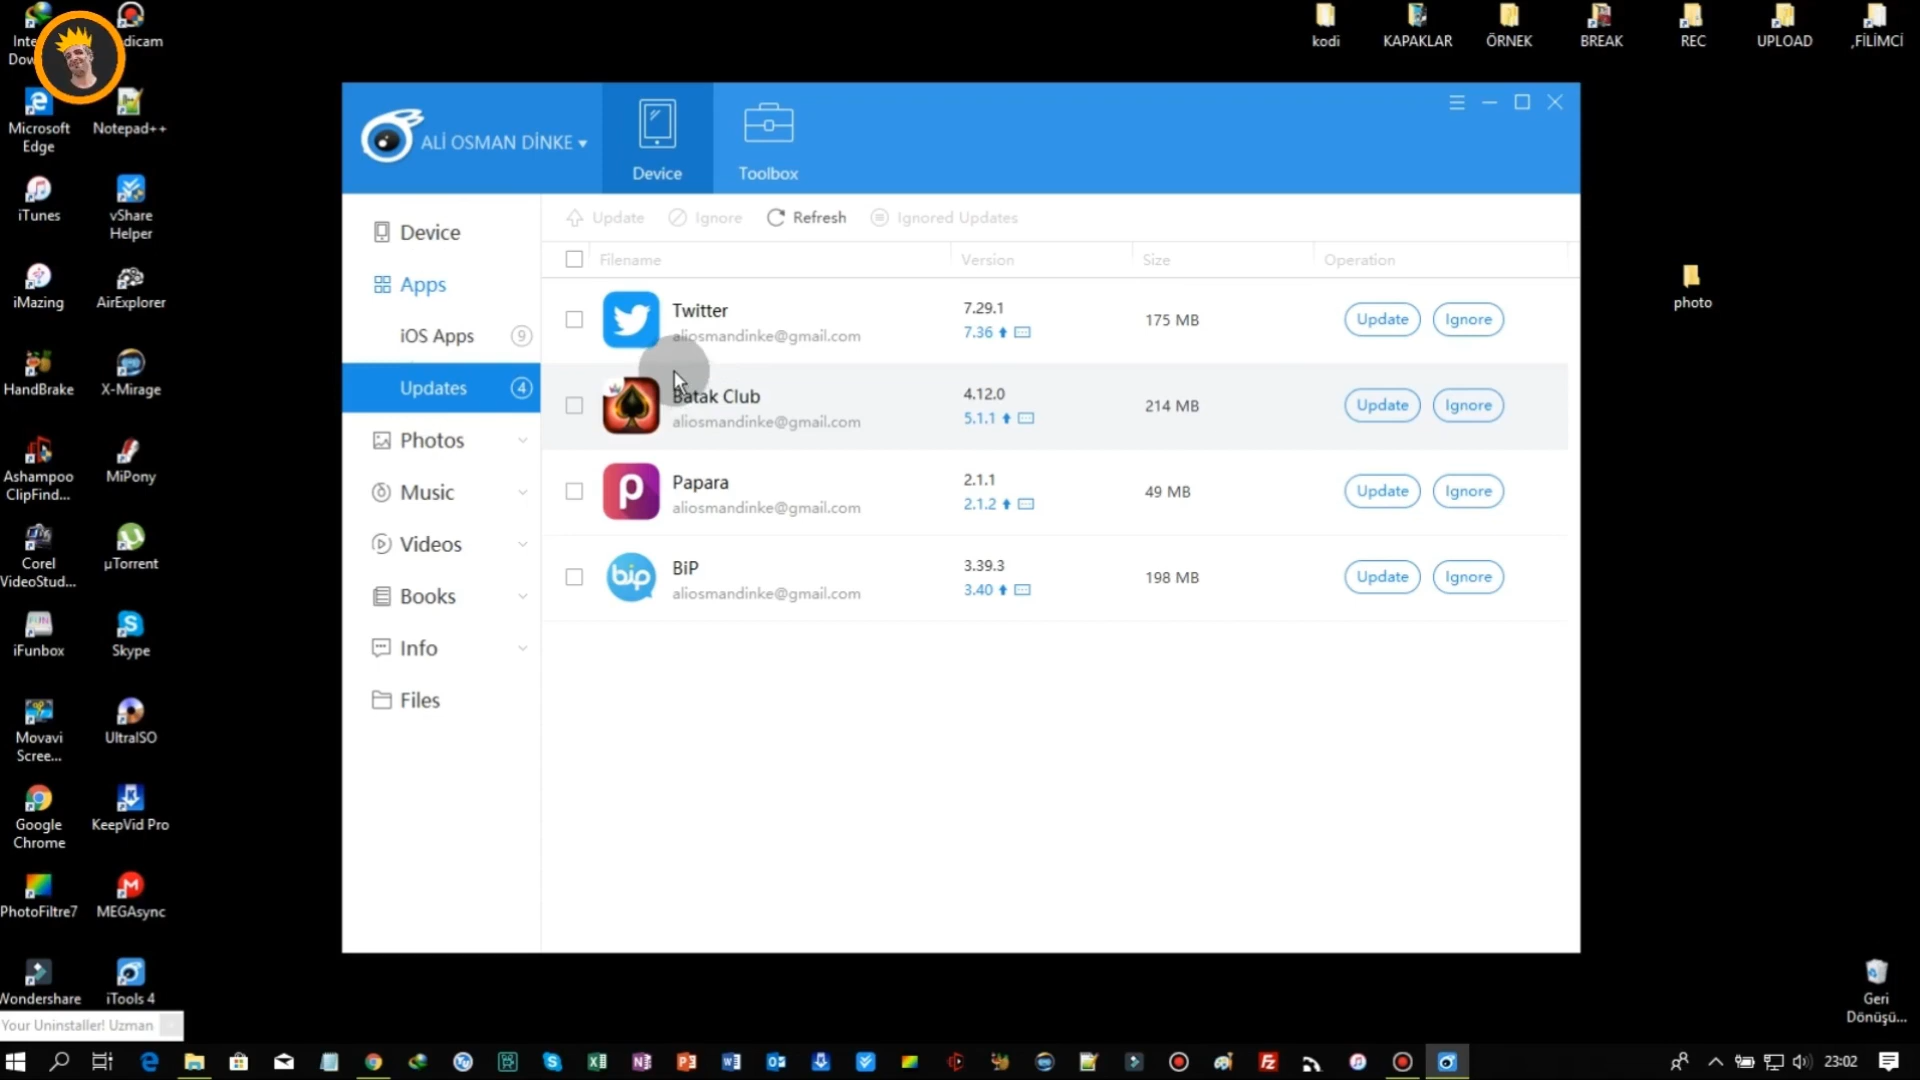 kodi
KAPAKLAR
ÖRNEK
BREAK
REC
UPLOAD
,FİLİMCİ
Microsoft
Edge
Notepad++
iTunes
vShare
Helper
iMazing
AirExplorer
HandBrake
X-Mirage
Ashampoo
ClipFind...
MiPony
Corel
VideoStud...
µTorrent
iFunbox
Skype
Movavi
Scree...
UltraISO
Google
Chrome
KeepVid Pro
PhotoFiltre7
MEGAsync
Wondershare
iTools 4
Your Uninstaller! Uzman
ALİ OSMAN DİNKE
Device
Toolbox
Device
Apps
iOS Apps 9
Updates 4
Photos
Music
Videos
Books
Info
Files
Update Ignore Refresh Ignored Updates
Filename Version Size Operation
Twitter
aliosmandinke@gmail.com
7.29.1
7.36
175 MB
Update Ignore
Batak Club
aliosmandinke@gmail.com
4.12.0
5.1.1
214 MB
Update Ignore
Papara
aliosmandinke@gmail.com
2.1.1
2.1.2
49 MB
Update Ignore
bip
BiP
aliosmandinke@gmail.com
3.39.3
3.40
198 MB
Update Ignore
photo
Geri
Dönüşü...
23:02